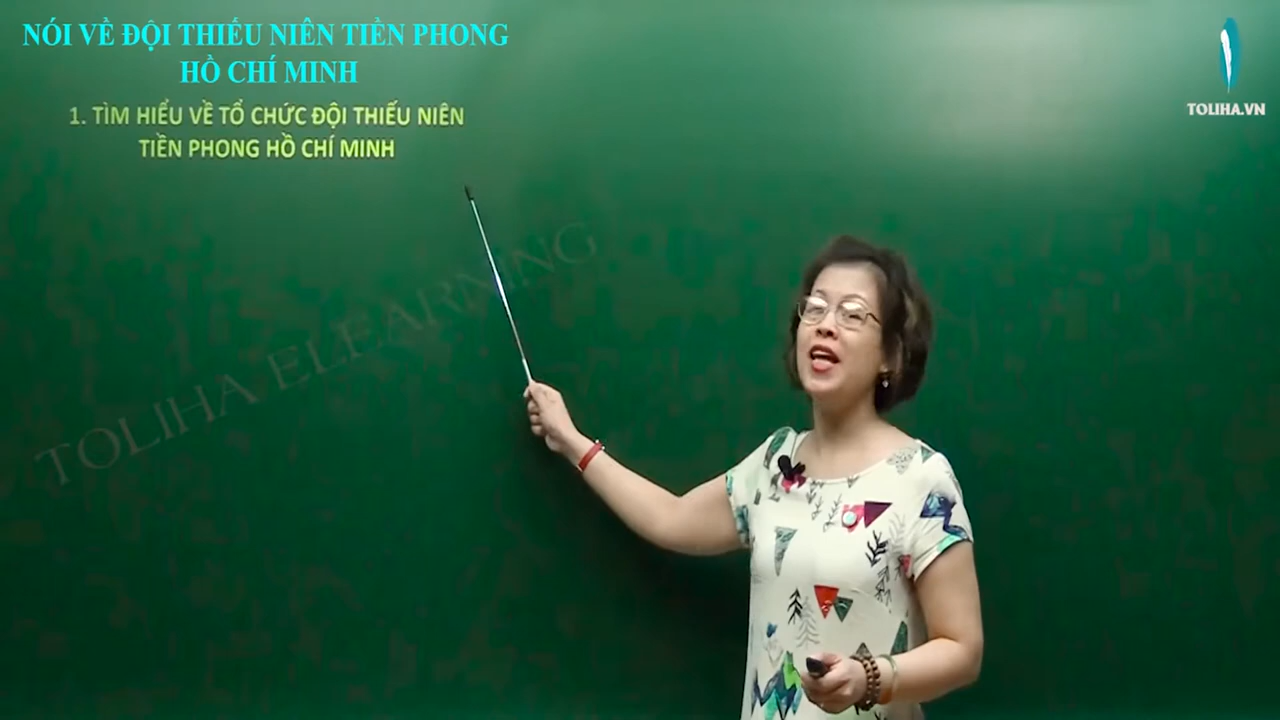 NÓI VỀ ĐỘI THIẾU NIÊN TIỀN PHONG
HỒ CHÍ MINH
1. TÌM HIỂU VỀ TỔ CHỨC ĐỘI THIẾU NIÊN
TIỀN PHONG HỒ CHÍ MINH
TOLIHA.VN
TOLIHA ELEARNING